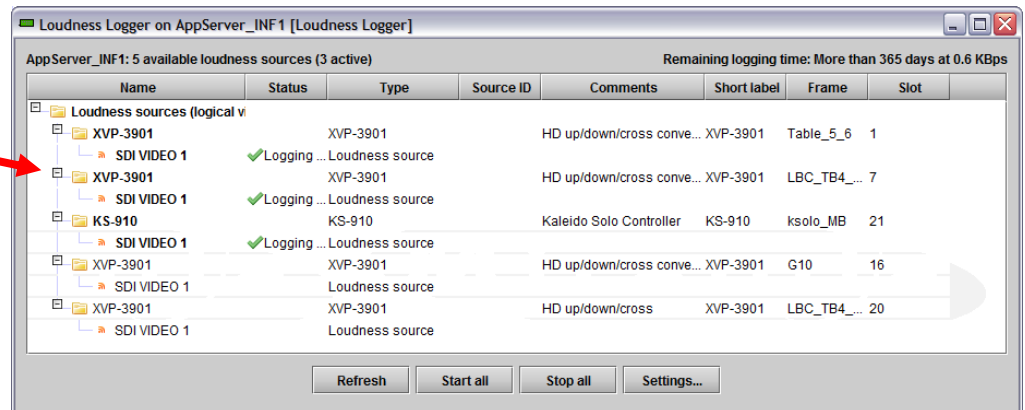 Loudness Logger on AppServer_INF1 [Loudness Logger]
AppServer_INF1: 5 available loudness sources (3 active) Remaining logging time: More than 365 days at 0.6 KBps
Name Status Type Source ID Comments Short label Frame Slot
Loudness sources (logical vi
XVP-3901 XVP-3901 HD up/down/cross conve... XVP-3901 Table_5_6 1
SDI VIDEO 1 Logging ... Loudness source
XVP-3901 XVP-3901 HD up/down/cross conve... XVP-3901 LBC_TB4_... 7
SDI VIDEO 1 Logging ... Loudness source
KS-910 KS-910 Kaleido Solo Controller KS-910 ksolo_MB 21
SDI VIDEO 1 Logging ... Loudness source
XVP-3901 XVP-3901 HD up/down/cross conve... XVP-3901 G10 16
SDI VIDEO 1 Loudness source
XVP-3901 XVP-3901 HD up/down/cross XVP-3901 LBC_TB4_... 20
SDI VIDEO 1 Loudness source
Refresh Start all Stop all Settings...